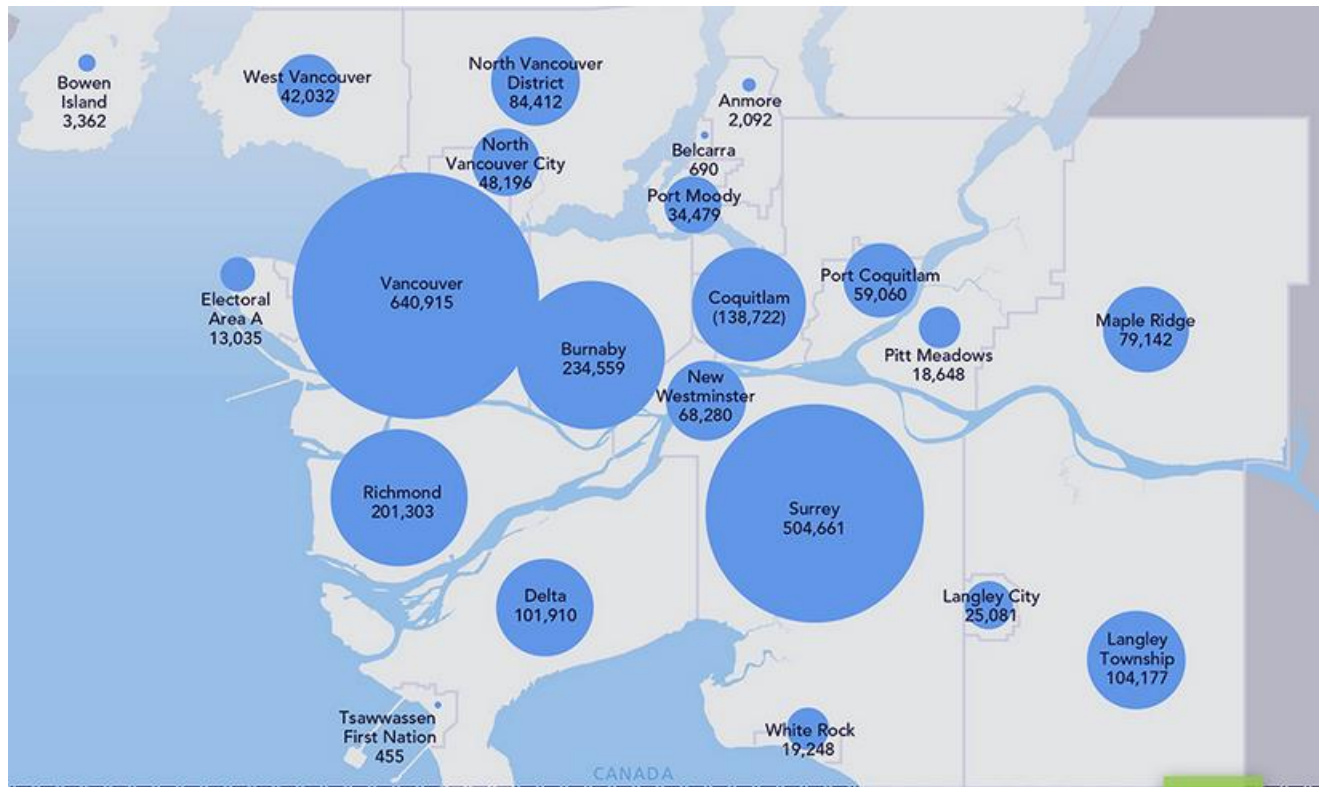 Bowen
Island
3,362
West Vancouver
42,032
North Vancouver
District
84,412
Anmore
2,092
North
Vancouver City
48,196
Belcarra
690
Port Moody
34,479
Electoral
Area A
13,035
Vancouver
640,915
Burnaby
234,559
Coquitlam
(138,722)
Port Coquitlam
59,060
Pitt Meadows
18,648
Maple Ridge
79,142
New
Westminster
68,280
Richmond
201,303
Surrey
504,661
Delta
101,910
Langley City
25,081
Langley
Township
104,177
Tsawwassen
First Nation
455
White Rock
19,248
CANADA